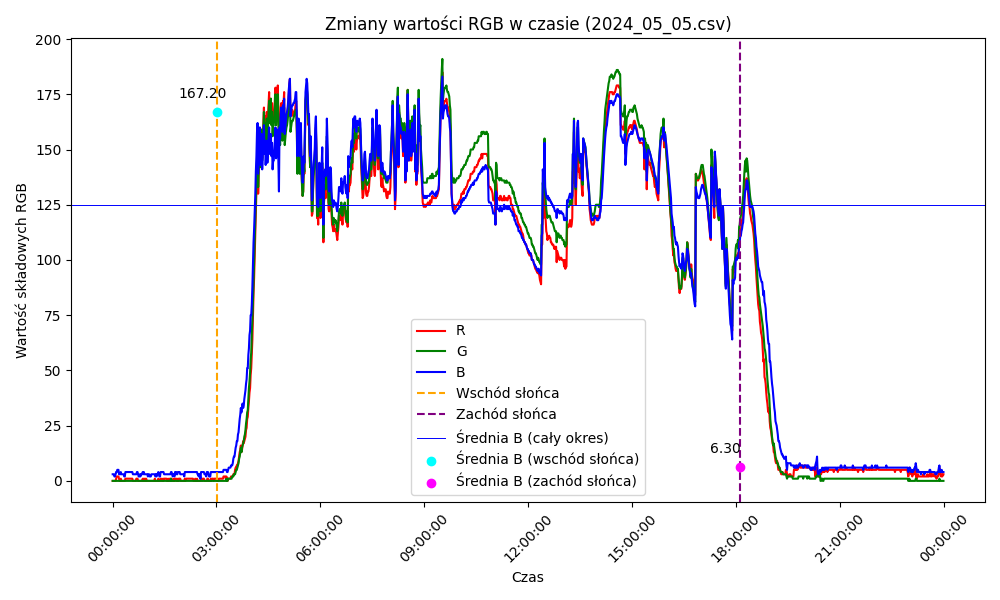 Zmiany wartości RGB w czasie (2024_05_05.csv)
Wartość składowych RGB
200
175
150
125
100
75
50
25
0
167.20
6.30
R
G
B
Wschód słońca
Zachód słońca
Średnia B (cały okres)
Średnia B (wschód słońca)
Średnia B (zachód słońca)
00:00:00
03:00:00
06:00:00
09:00:00
12:00:00
15:00:00
18:00:00
21:00:00
00:00:00
Czas